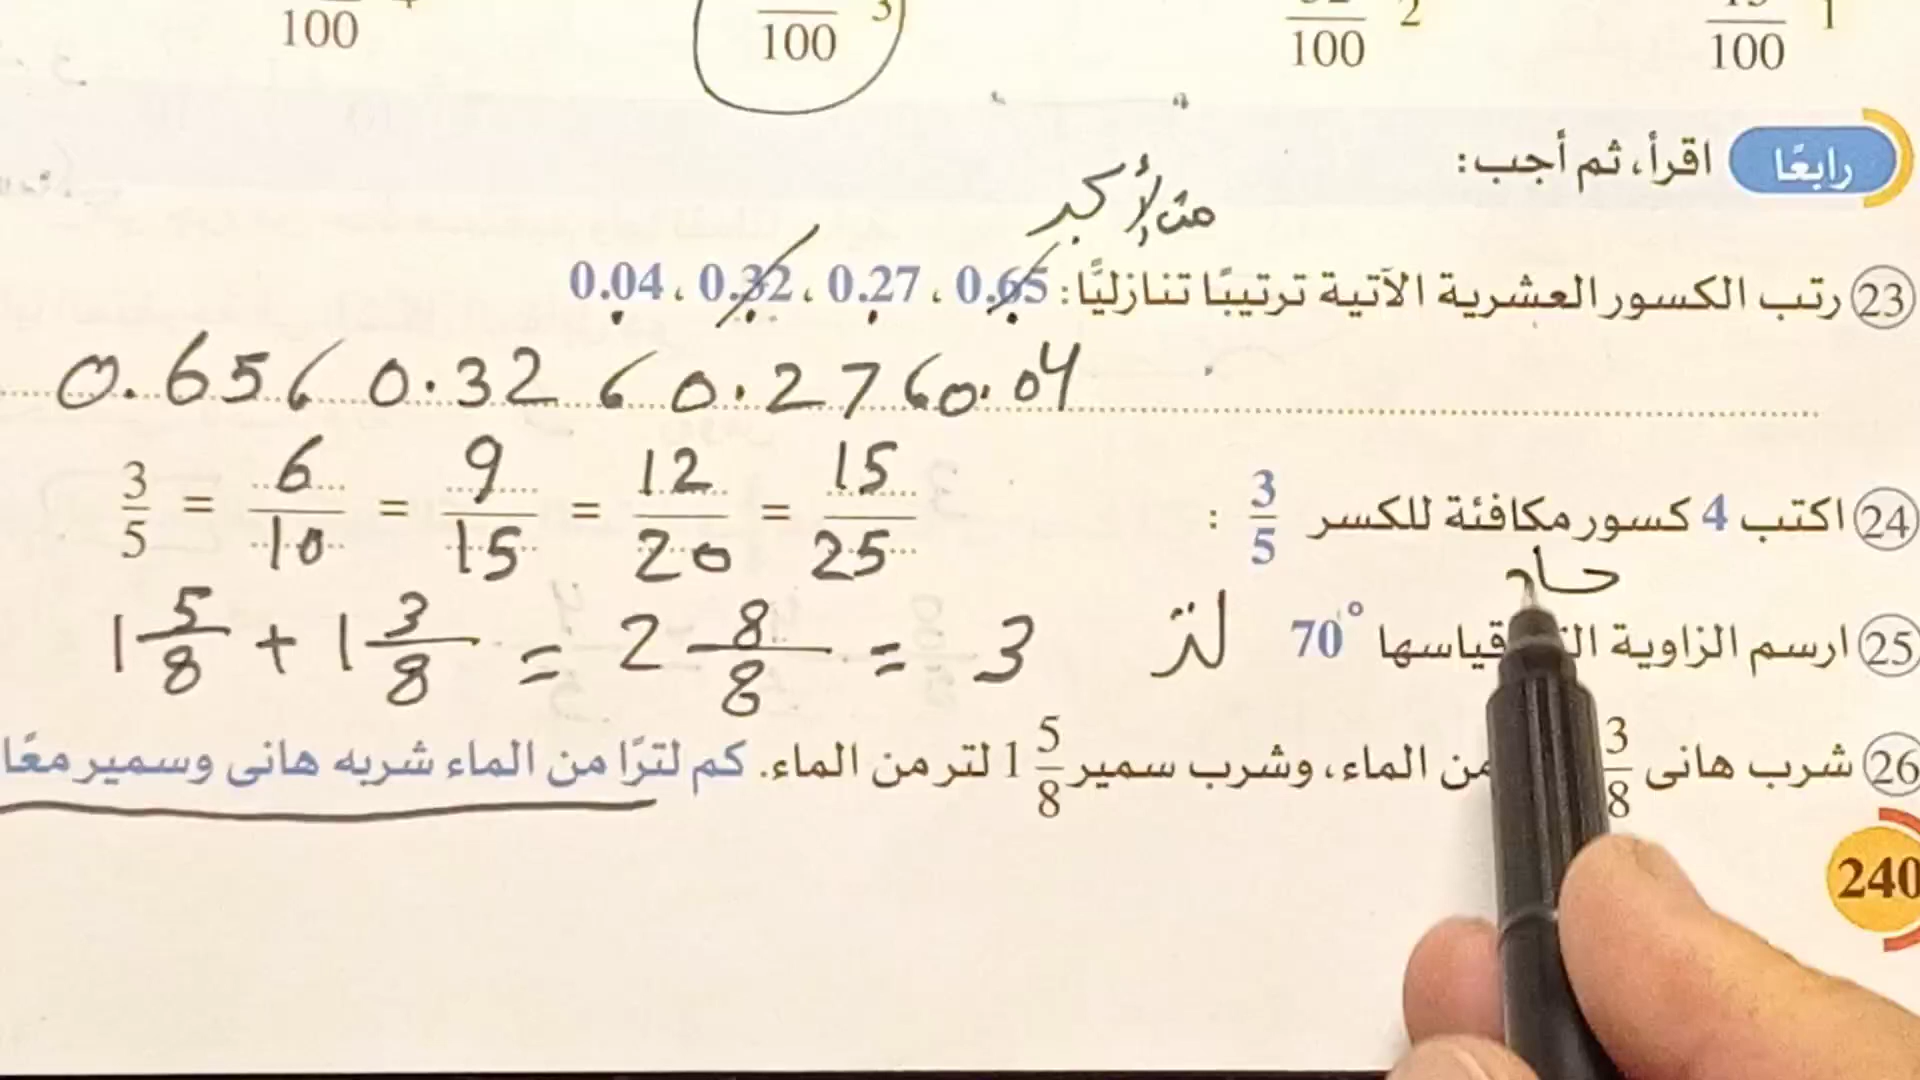 1 100 2 100 3 100 100
رابعًا اقرأ، ثم أجب:
من الأكبر
23 رتب الكسور العشرية الآتية ترتيبًا تنازليًا: 0.65 ، 0.27 ، 0.32 ، 0.04
0.65 ، 0.32 ، 0.27 ، 0.04
24 اكتب 4 كسور مكافئة للكسر 3/5 :
3/5 = 6/10 = 9/15 = 12/20 = 15/25
حاد
25 ارسم الزاوية قياسها 70°
1 5/8 + 1 3/8 = 2 8/8 = 3 لتر
26 شرب هانى 3/8 من الماء، وشرب سمير 1 5/8 لتر من الماء. كم لترًا من الماء شربه هانى وسمير معًا
240